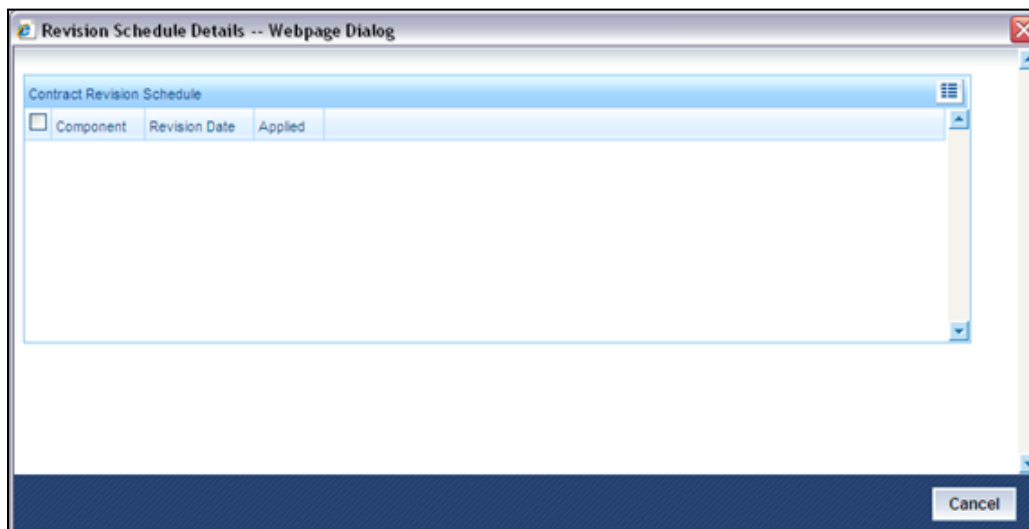 Revision Schedule Details -- Webpage Dialog
Contract Revision Schedule
Component Revision Date Applied
Cancel